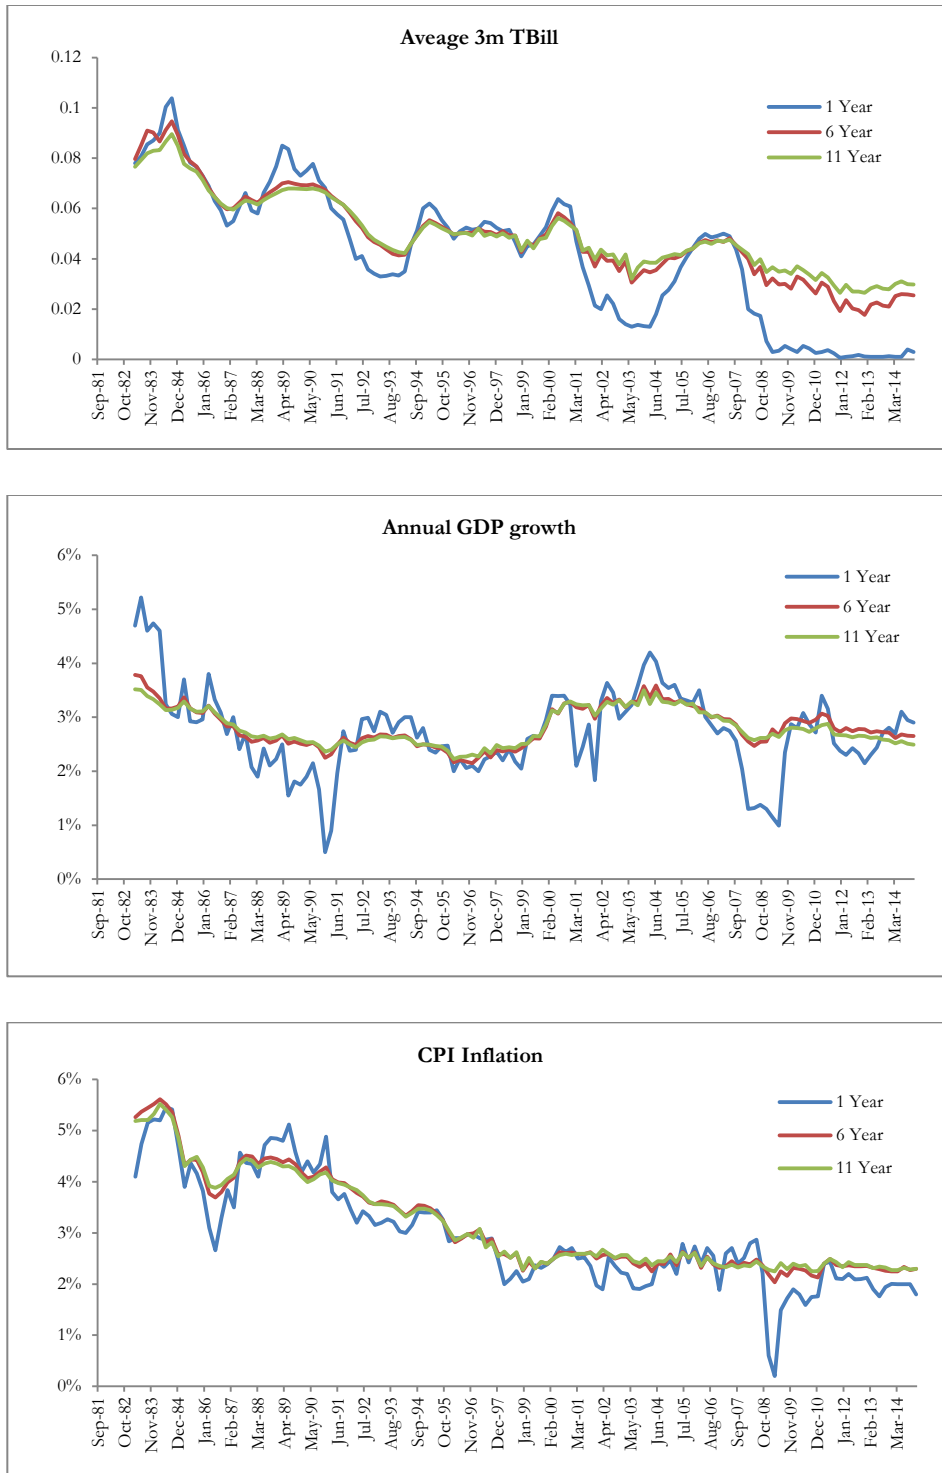 Aveage 3m TBill
0.12
0.1
0.08
0.06
0.04
0.02
0
1 Year
6 Year
11 Year
Sep-81
Oct-82
Nov-83
Dec-84
Jan-86
Feb-87
Mar-88
Apr-89
May-90
Jun-91
Jul-92
Aug-93
Sep-94
Oct-95
Nov-96
Dec-97
Jan-99
Feb-00
Mar-01
Apr-02
May-03
Jun-04
Jul-05
Aug-06
Sep-07
Oct-08
Nov-09
Dec-10
Jan-12
Feb-13
Mar-14
Annual GDP growth
6%
5%
4%
3%
2%
1%
0%
1 Year
6 Year
11 Year
Sep-81
Oct-82
Nov-83
Dec-84
Jan-86
Feb-87
Mar-88
Apr-89
May-90
Jun-91
Jul-92
Aug-93
Sep-94
Oct-95
Nov-96
Dec-97
Jan-99
Feb-00
Mar-01
Apr-02
May-03
Jun-04
Jul-05
Aug-06
Sep-07
Oct-08
Nov-09
Dec-10
Jan-12
Feb-13
Mar-14
CPI Inflation
6%
5%
4%
3%
2%
1%
0%
1 Year
6 Year
11 Year
Sep-81
Oct-82
Nov-83
Dec-84
Jan-86
Feb-87
Mar-88
Apr-89
May-90
Jun-91
Jul-92
Aug-93
Sep-94
Oct-95
Nov-96
Dec-97
Jan-99
Feb-00
Mar-01
Apr-02
May-03
Jun-04
Jul-05
Aug-06
Sep-07
Oct-08
Nov-09
Dec-10
Jan-12
Feb-13
Mar-14